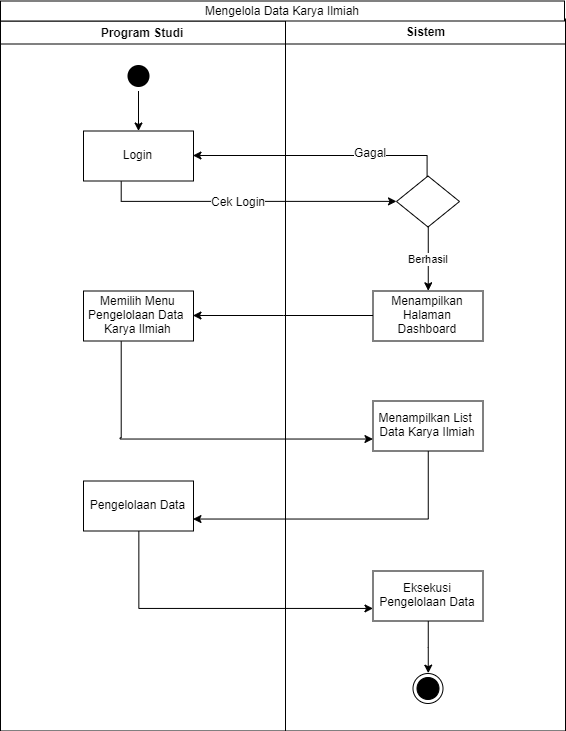 Mengelola Data Karya Ilmiah
Program Studi
Sistem
Login
Gagal
Cek Login
Berhasil
Memilih Menu
Pengelolaan Data
Karya Ilmiah
Menampilkan
Halaman
Dashboard
Menampilkan List
Data Karya Ilmiah
Pengelolaan Data
Eksekusi
Pengelolaan Data